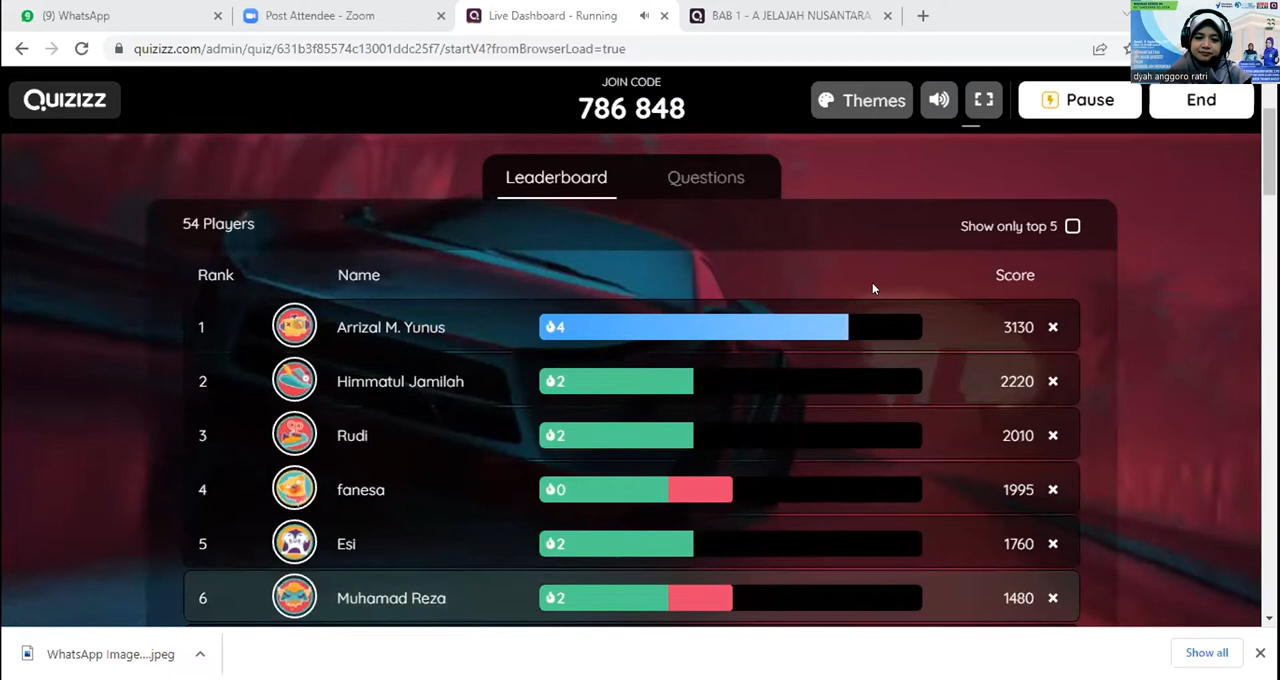 (9) WhatsApp
Post Attendee - Zoom
Live Dashboard - Running
BAB 1 - A JELAJAH NUSANTARA
quizizz.com/admin/quiz/631b3f85574c13001ddc25f7/startV4?fromBrowserLoad=true
dyah anggoro ratri
QUIZIZZ
JOIN CODE
786 848
Themes
Pause
End
Leaderboard
Questions
54 Players
Show only top 5
Rank Name Score
1 Arrizal M. Yunus 4 3130
2 Himmatul Jamilah 2 2220
3 Rudi 2 2010
4 fanesa 0 1995
5 Esi 2 1760
6 Muhamad Reza 2 1480
WhatsApp Image....jpeg
Show all